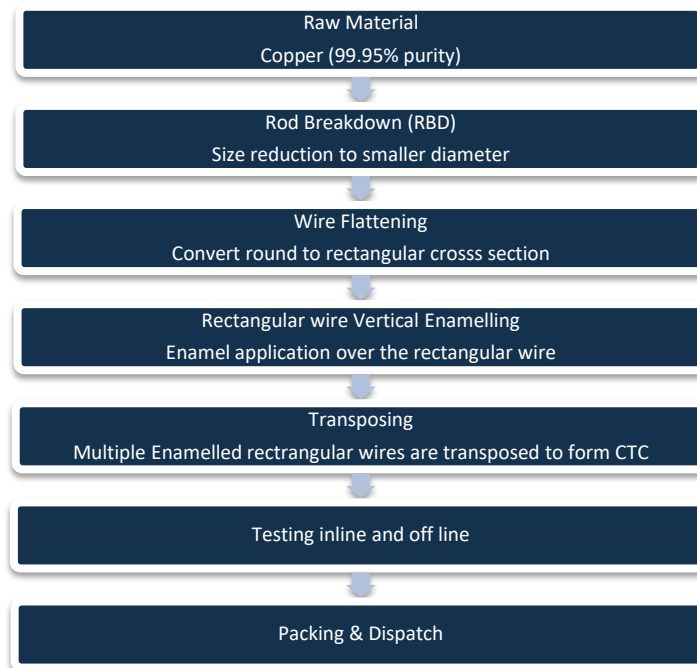 Raw Material
Copper (99.95% purity)
Rod Breakdown (RBD)
Size reduction to smaller diameter
Wire Flattening
Convert round to rectangular crosss section
Rectangular wire Vertical Enamelling
Enamel application over the rectangular wire
Transposing
Multiple Enamelled rectrangular wires are transposed to form CTC
Testing inline and off line
Packing & Dispatch